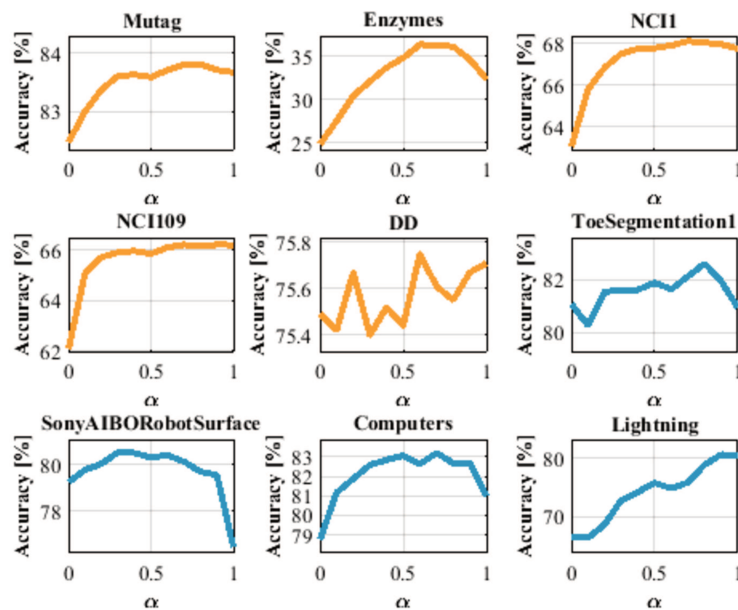 Mutag
Enzymes
NCI1
Accuracy [%]
84
83
0
0.5
1
α
Accuracy [%]
35
30
25
0
0.5
1
α
Accuracy [%]
68
66
64
0
0.5
1
α
NCI109
DD
ToeSegmentation1
Accuracy [%]
66
64
62
0
0.5
1
α
Accuracy [%]
75.8
75.6
75.4
0
0.5
1
α
Accuracy [%]
82
80
0
0.5
1
α
SonyAIBORobotSurface
Computers
Lightning
Accuracy [%]
80
78
0
0.5
1
α
Accuracy [%]
83
82
81
80
79
0
0.5
1
α
Accuracy [%]
80
70
0
0.5
1
α